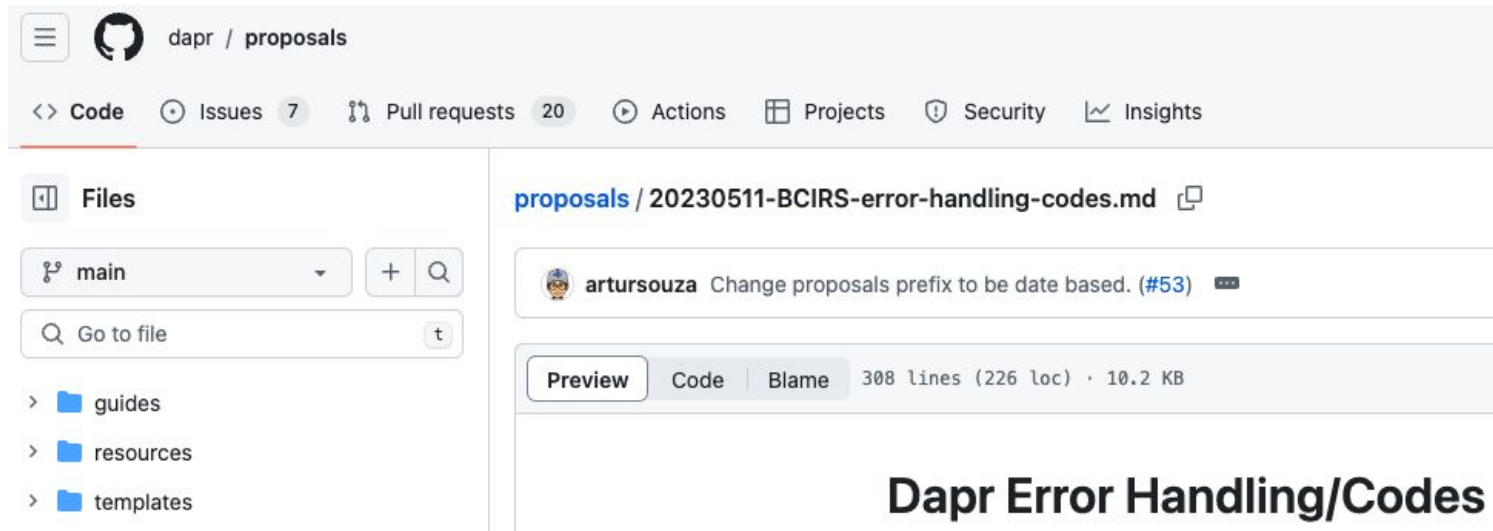 dapr / proposals
Code Issues 7 Pull requests 20 Actions Projects Security Insights
Files
main
Go to file t
guides
resources
templates
proposals / 20230511-BCIRS-error-handling-codes.md
artursouza Change proposals prefix to be date based. (#53)
Preview Code Blame 308 lines (226 loc) · 10.2 KB
Dapr Error Handling/Codes